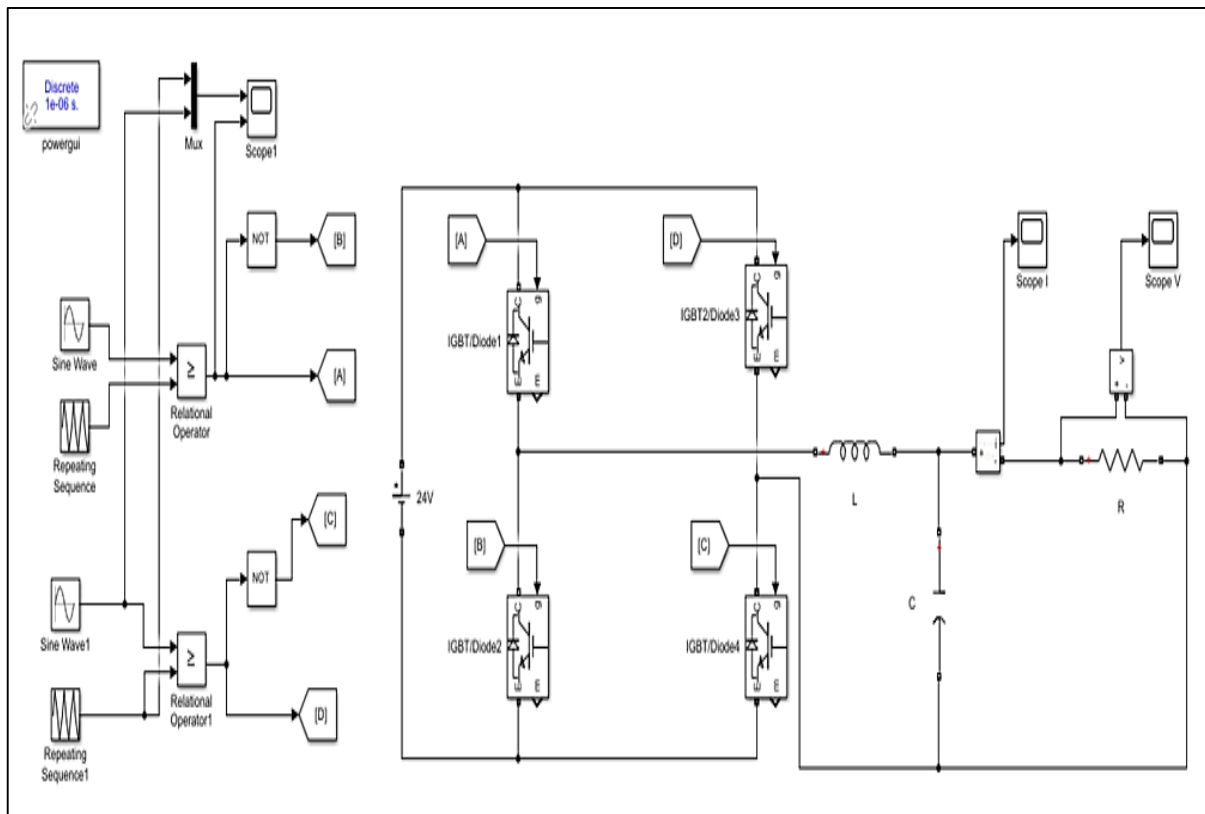 Discrete
1e-06 s.
powergui
Mux
Scope1
NOT
[B]
Sine Wave
≥
[A]
Relational
Operator
Repeating
Sequence
[C]
NOT
Sine Wave1
≥
Relational
Operator1
[D]
Repeating
Sequence1
[A]
g
C
IGBT/Diode1
E
m
[D]
g
C
IGBT2/Diode3
E
m
24V
[B]
g
C
IGBT/Diode2
E
m
[C]
g
C
IGBT/Diode4
E
m
L
C
Scope I
Scope V
v
+
-
R